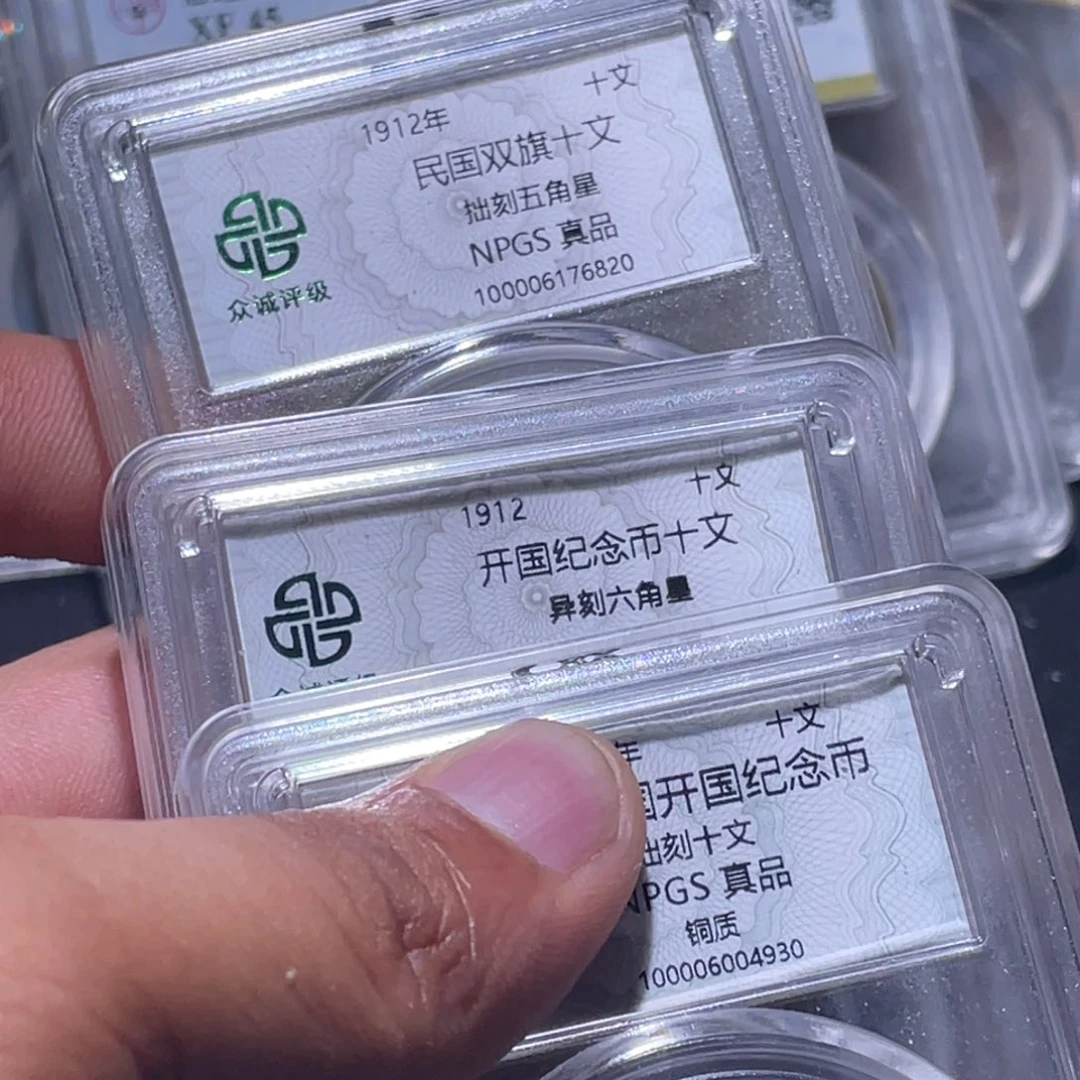 XF 45
十文
1912年
民国双旗十文
拙刻五角星
NPGS 真品
100006176820
众诚评级
十文
1912
开国纪念币十文
异刻六角星
十文
年
国开国纪念币
拙刻十文
NPGS 真品
铜质
100006004930